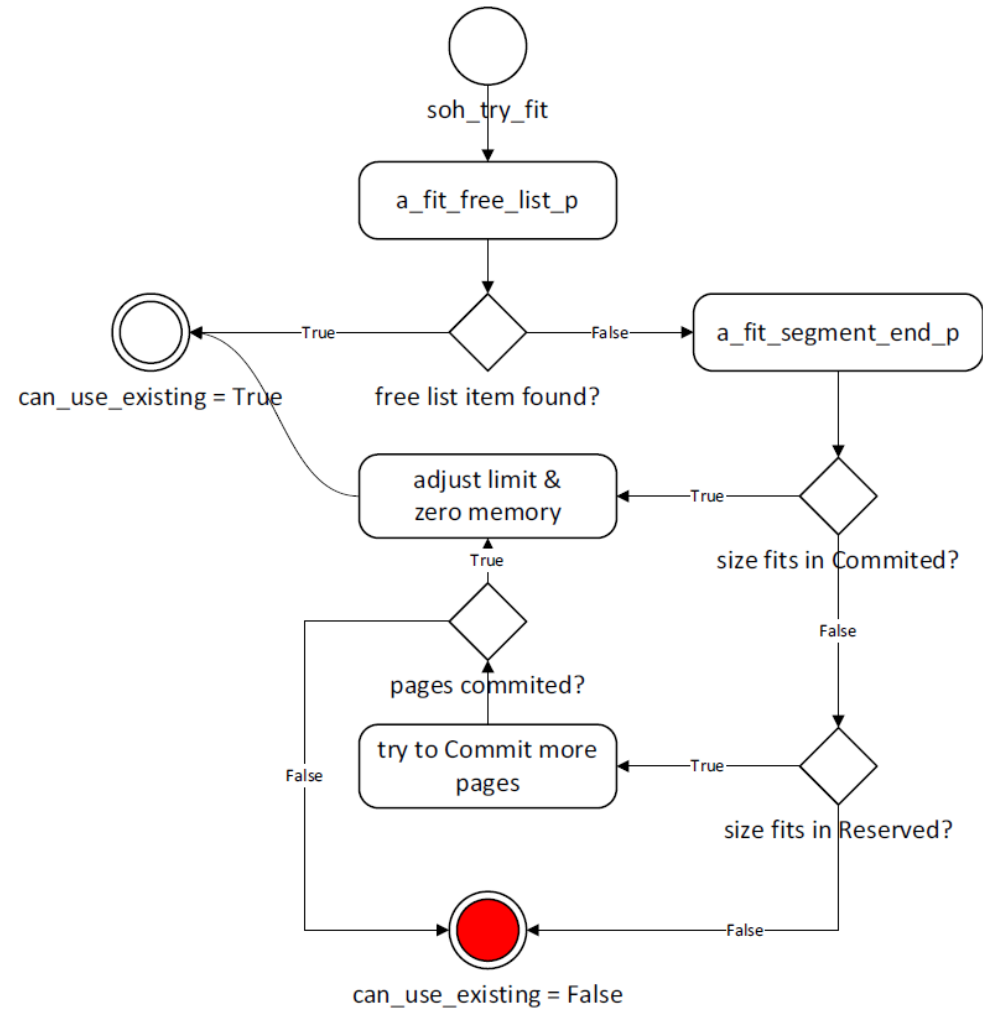 soh_try_fit
a_fit_free_list_p
True
False
a_fit_segment_end_p
can_use_existing = True
free list item found?
adjust limit &
zero memory
True
size fits in Commited?
True
False
pages commited?
try to Commit more
pages
True
False
size fits in Reserved?
False
can_use_existing = False